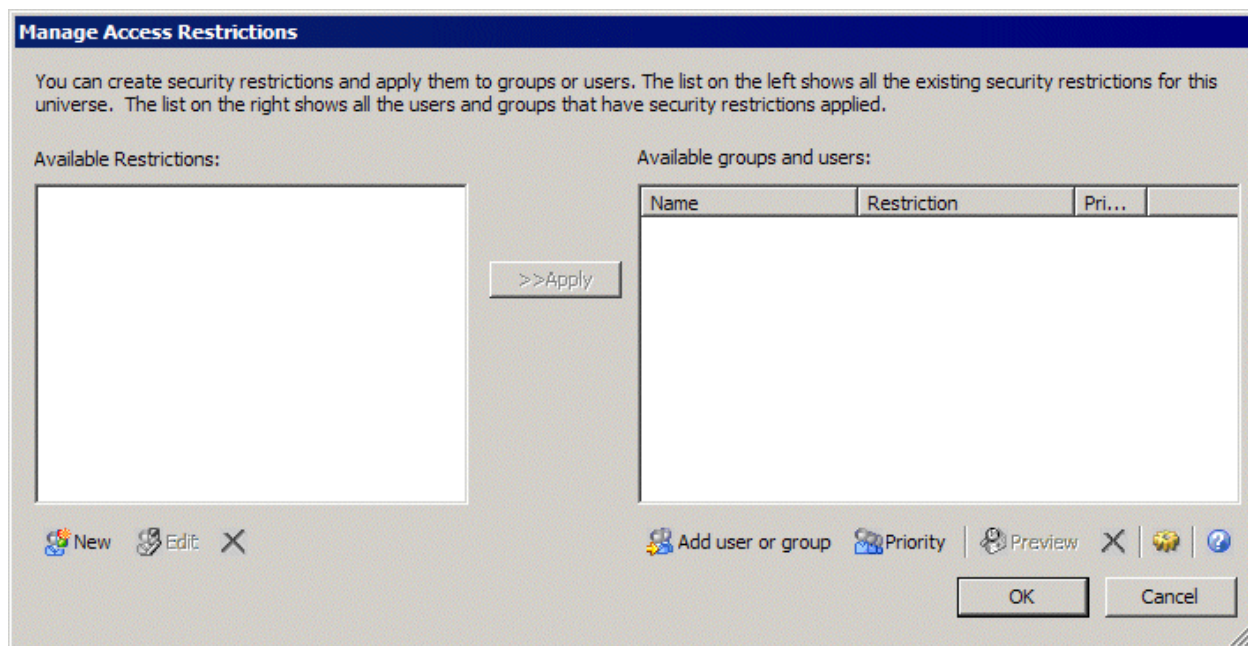 Manage Access Restrictions
You can create security restrictions and apply them to groups or users. The list on the left shows all the existing security restrictions for this
universe. The list on the right shows all the users and groups that have security restrictions applied.
Available Restrictions:
Available groups and users:
Name Restriction Pri...
>>Apply
New Edit
Add user or group Priority Preview
OK Cancel